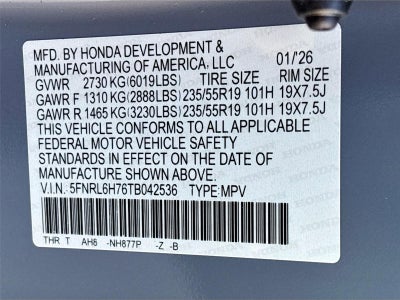 MFD. BY HONDA DEVELOPMENT &
MANUFACTURING OF AMERICA, LLC 01/'26
GVWR 2730 KG (6019LBS) TIRE SIZE RIM SIZE
GAWR F 1310 KG (2888LBS) 235/55R19 101H 19X7.5J
GAWR R 1465 KG (3230LBS) 235/55R19 101H 19X7.5J
THIS VEHICLE CONFORMS TO ALL APPLICABLE
FEDERAL MOTOR VEHICLE SAFETY
STANDARDS IN EFFECT ON THE DATE OF
MANUFACTURE SHOWN ABOVE.
V.I.N.: 5FNRL6H76TB042536 TYPE: MPV
THR T AH8 -NH877P -Z -B